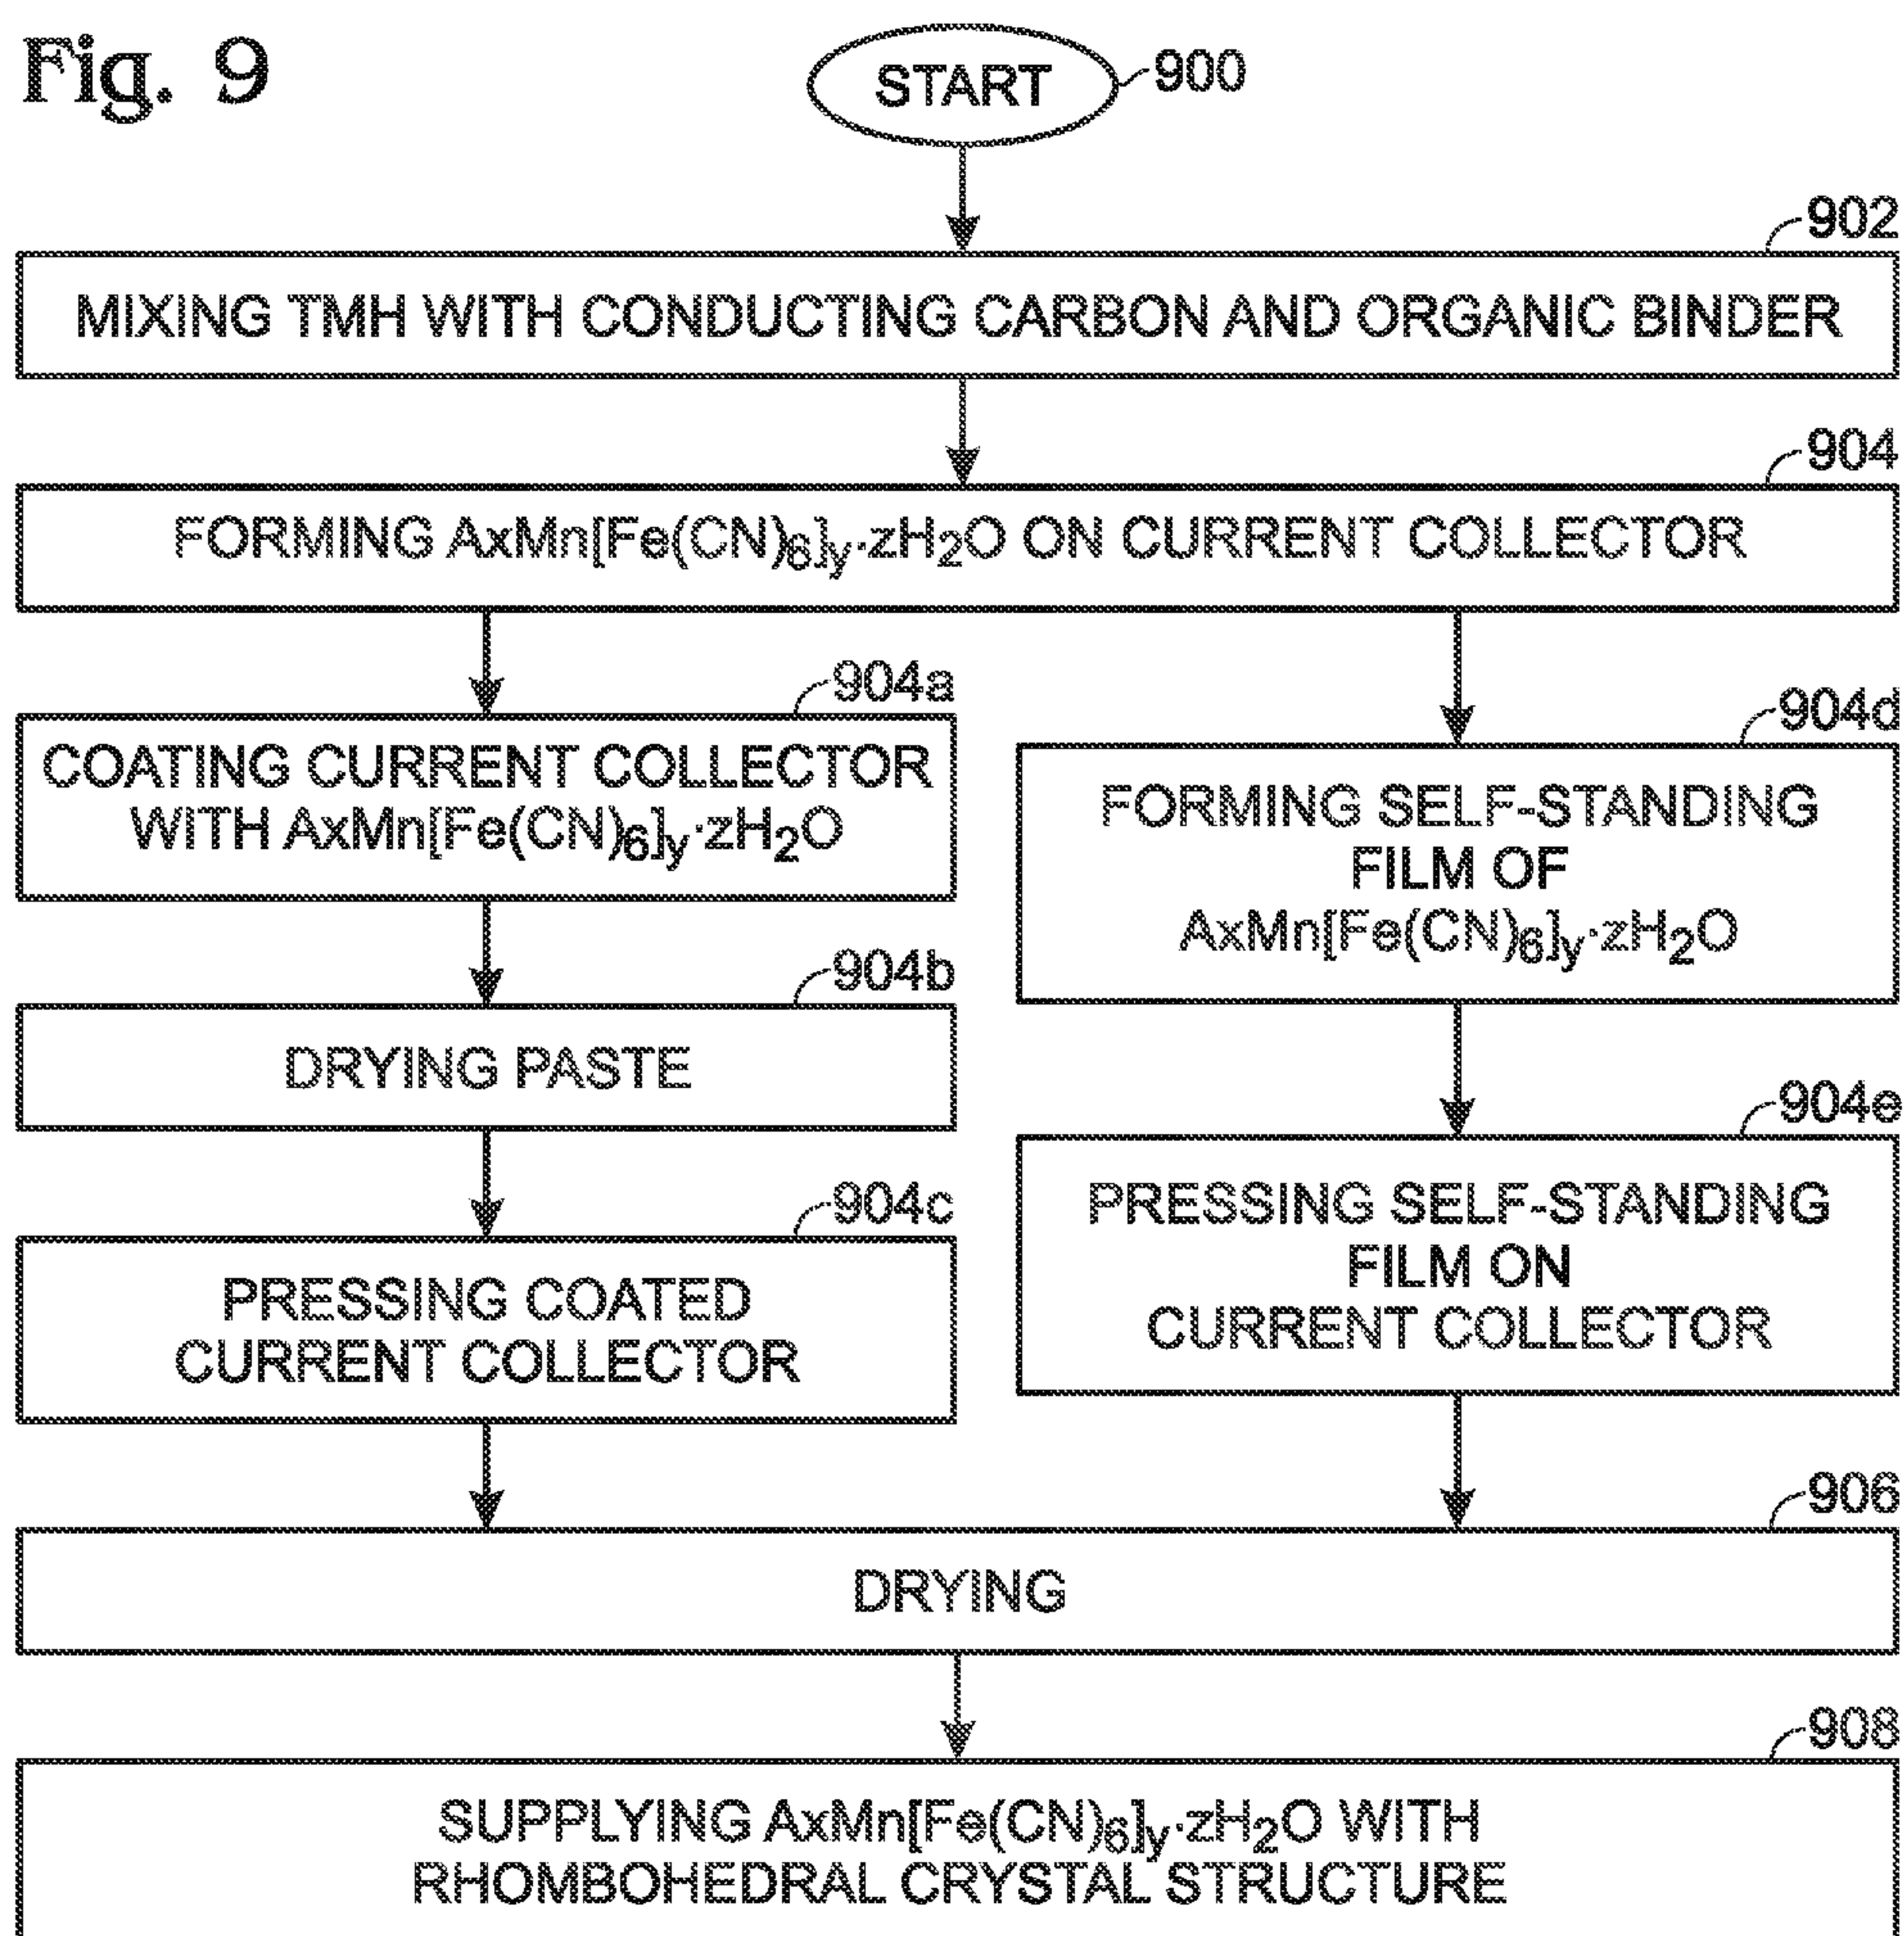 Fig. 9
START
900
902
MIXING TMH WITH CONDUCTING CARBON AND ORGANIC BINDER
904
FORMING AxMn[Fe(CN)₆]y·zH₂O ON CURRENT COLLECTOR
904a
COATING CURRENT COLLECTOR
WITH AxMn[Fe(CN)₆]y·zH₂O
904b
DRYING PASTE
904c
PRESSING COATED
CURRENT COLLECTOR
904d
FORMING SELF-STANDING
FILM OF
AxMn[Fe(CN)₆]y·zH₂O
904e
PRESSING SELF-STANDING
FILM ON
CURRENT COLLECTOR
906
DRYING
908
SUPPLYING AxMn[Fe(CN)₆]y·zH₂O WITH
RHOMBOHEDRAL CRYSTAL STRUCTURE